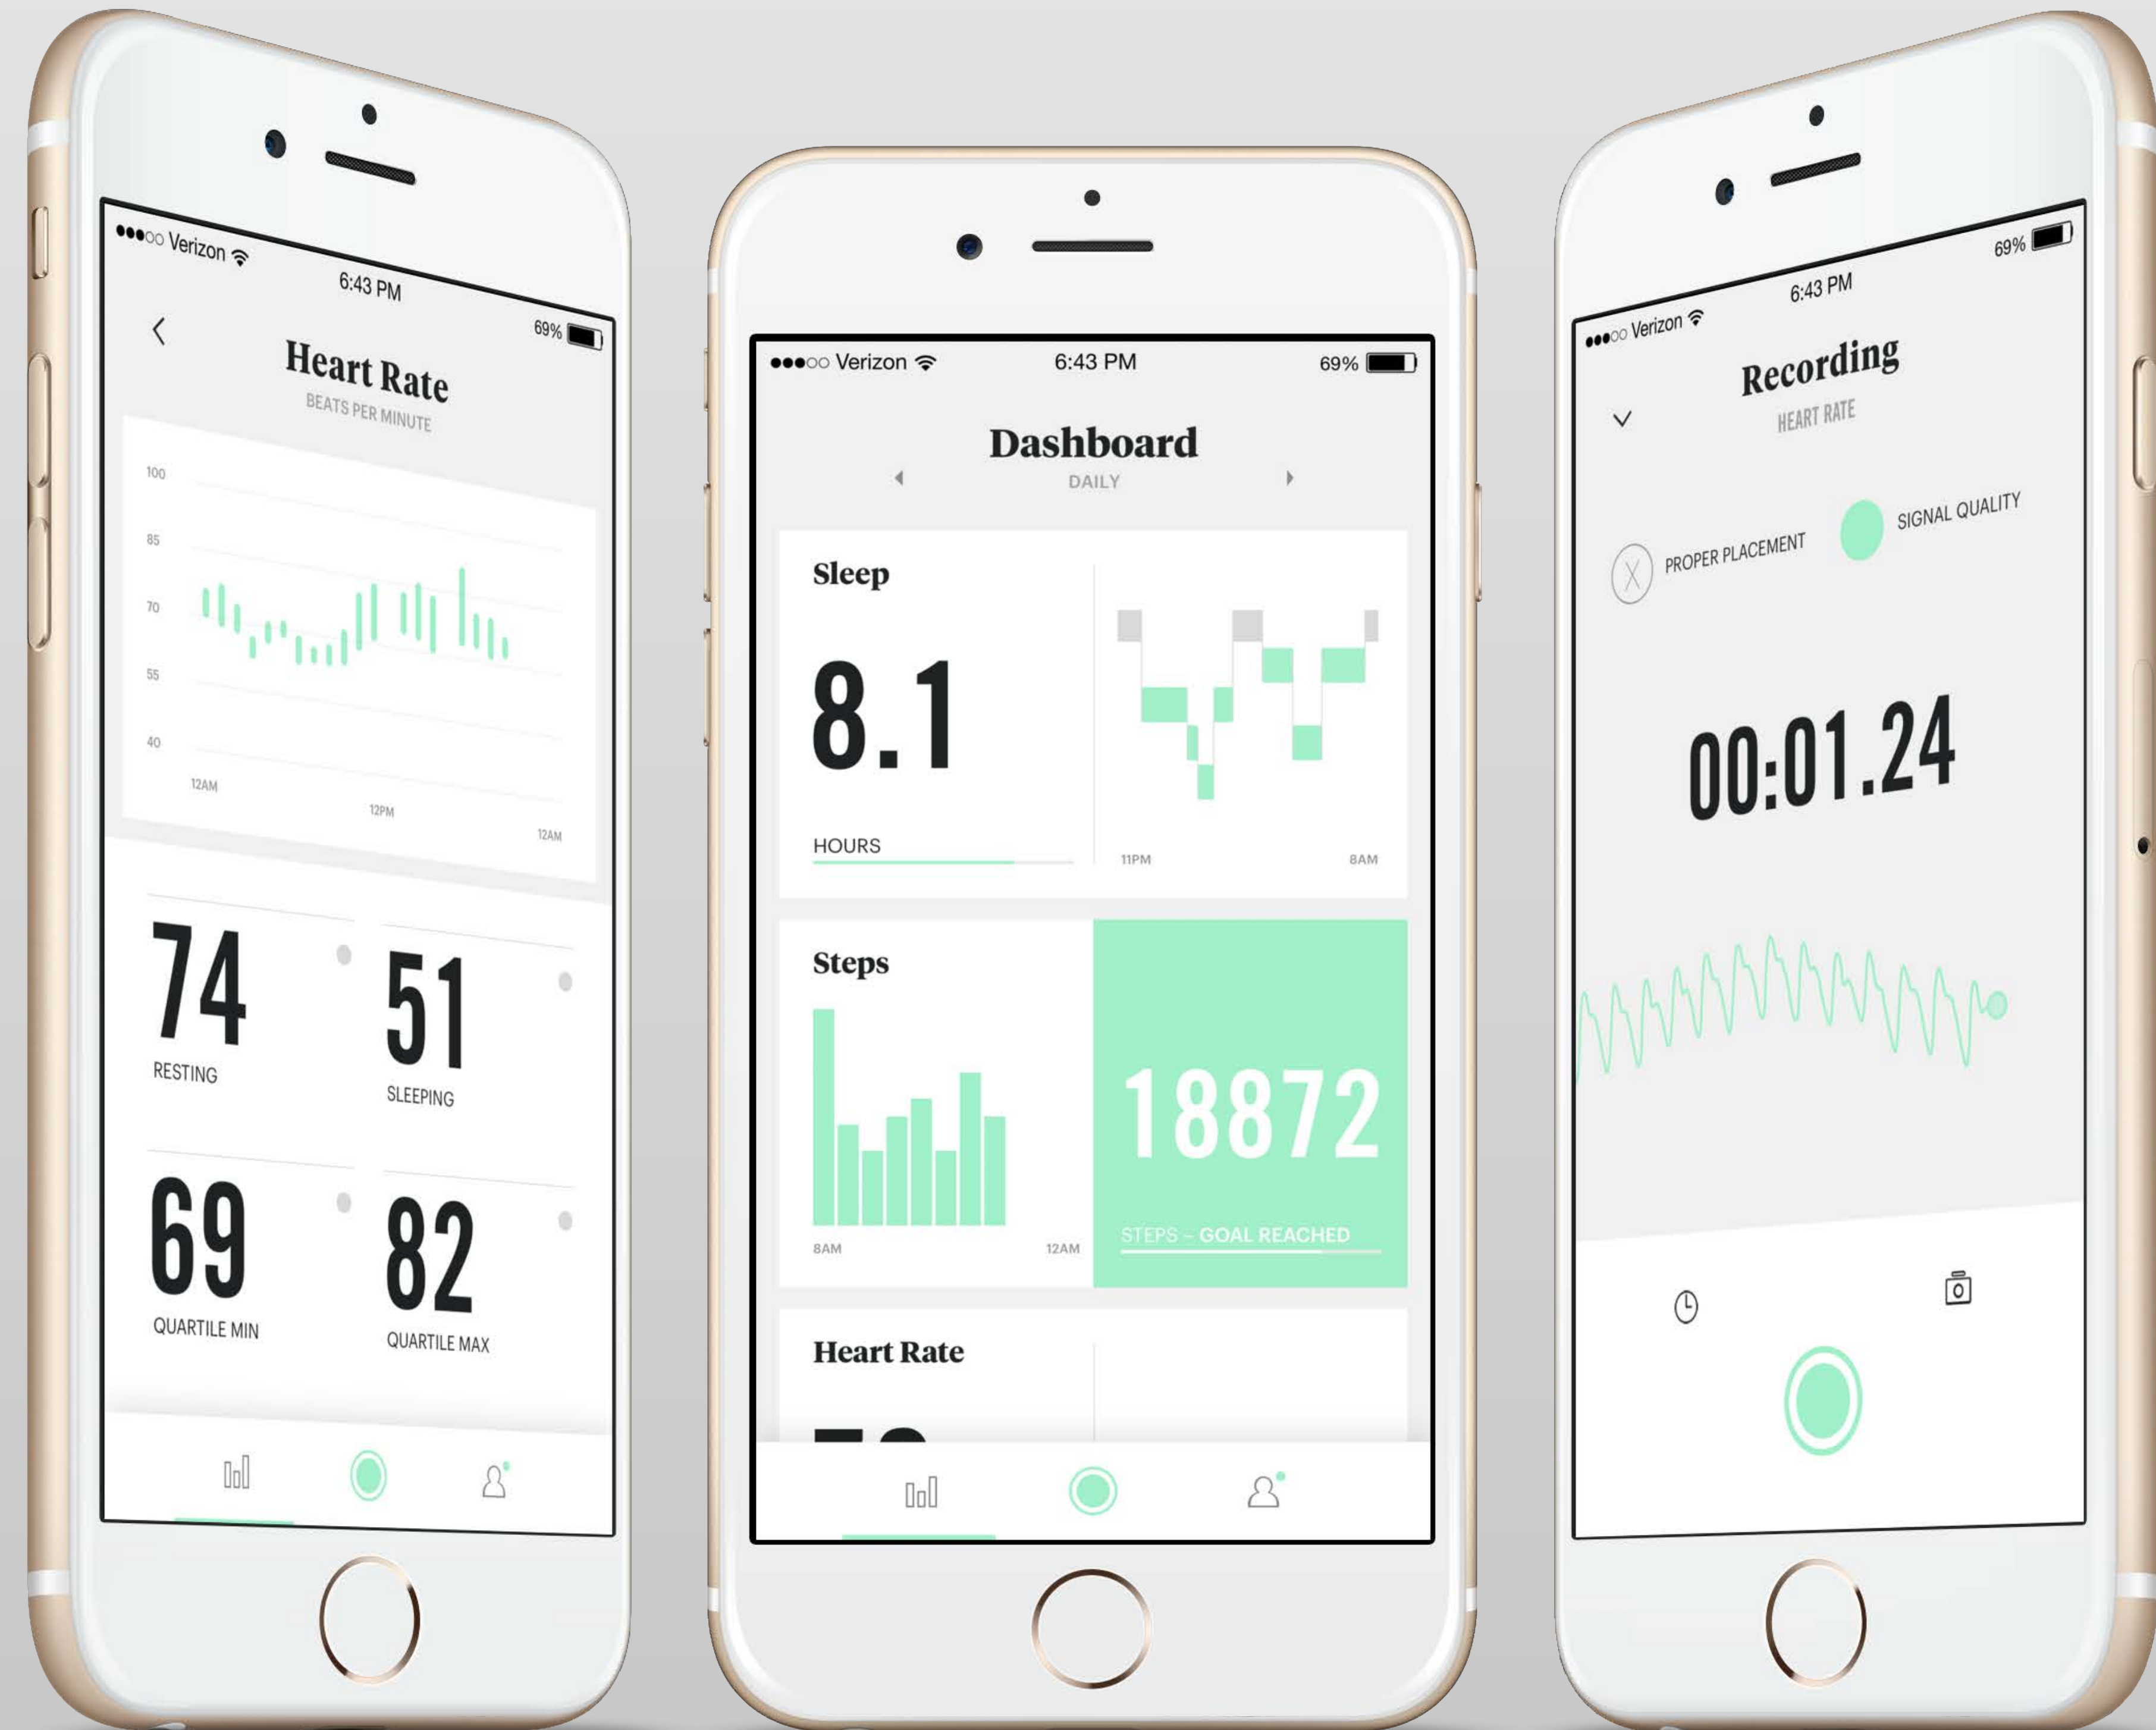 Verizon
6:43 PM
69%
Heart Rate
BEATS PER MINUTE
100
85
70
55
40
12AM
12PM
12AM
74
RESTING
51
SLEEPING
69
QUARTILE MIN
82
QUARTILE MAX
Verizon 6:43 PM 69%
Dashboard
DAILY
Sleep
8.1
HOURS
11PM 8AM
Steps
18872
STEPS – GOAL REACHED
8AM 12AM
Heart Rate
Verizon
6:43 PM
69%
Recording
HEART RATE
X PROPER PLACEMENT
SIGNAL QUALITY
00:01.24